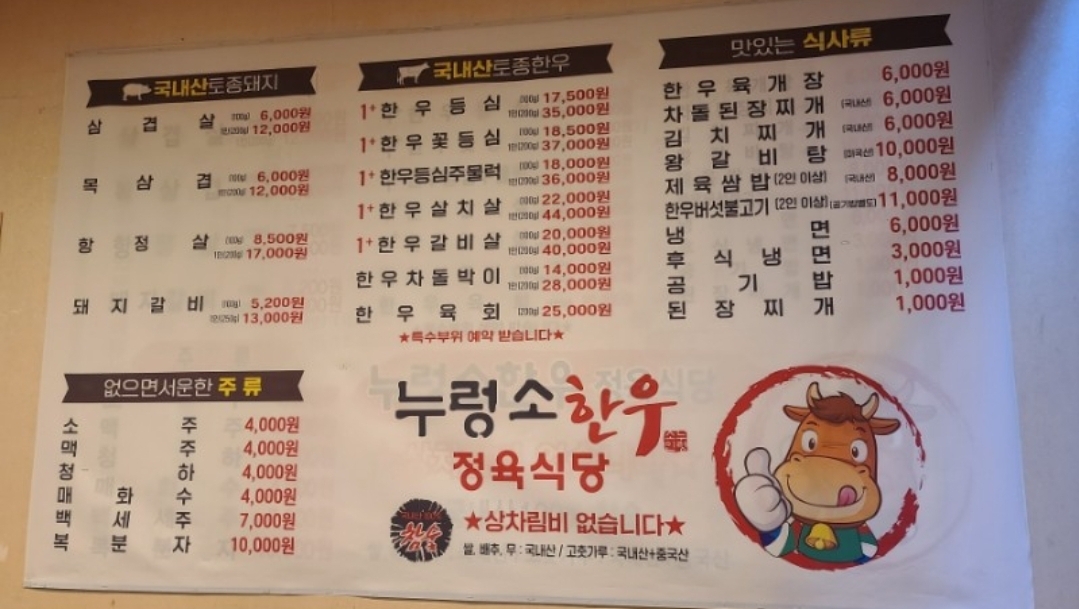 국내산토종돼지
삼겹살 (100g) 6,000원
1인(200g) 12,000원
목삼겹 (100g) 6,000원
1인(200g) 12,000원
항정살 (100g) 8,500원
1인(200g) 17,000원
돼지갈비 (100g) 5,200원
1인(250g) 13,000원
국내산토종한우
1+한우등심 (100g) 17,500원
1인(200g) 35,000원
1+한우꽃등심 (100g) 18,500원
1인(200g) 37,000원
1+한우등심주물럭 (100g) 18,000원
1인(200g) 36,000원
1+한우살치살 (100g) 22,000원
1인(200g) 44,000원
1+한우갈비살 (100g) 20,000원
1인(200g) 40,000원
한우차돌박이 (100g) 14,000원
1인(200g) 28,000원
한우육회 (200g) 25,000원
★특수부위 예약 받습니다★
맛있는 식사류
한우육개장 6,000원
차돌된장찌개 (국내산) 6,000원
김치찌개 (국내산) 6,000원
왕갈비탕 (미국산) 10,000원
제육쌈밥 (2인 이상) (국내산) 8,000원
한우버섯불고기 (2인 이상) (공기밥별도) 11,000원
냉면 6,000원
후식냉면 3,000원
공기밥 1,000원
된장찌개 1,000원
없으면서운한 주류
소주 4,000원
맥주 4,000원
청하 4,000원
매화수 4,000원
백세주 7,000원
복분자 10,000원
누렁소한우
정육식당
참숯
★상차림비 없습니다★
쌀, 배추, 무 : 국내산 / 고춧가루 : 국내산+중국산